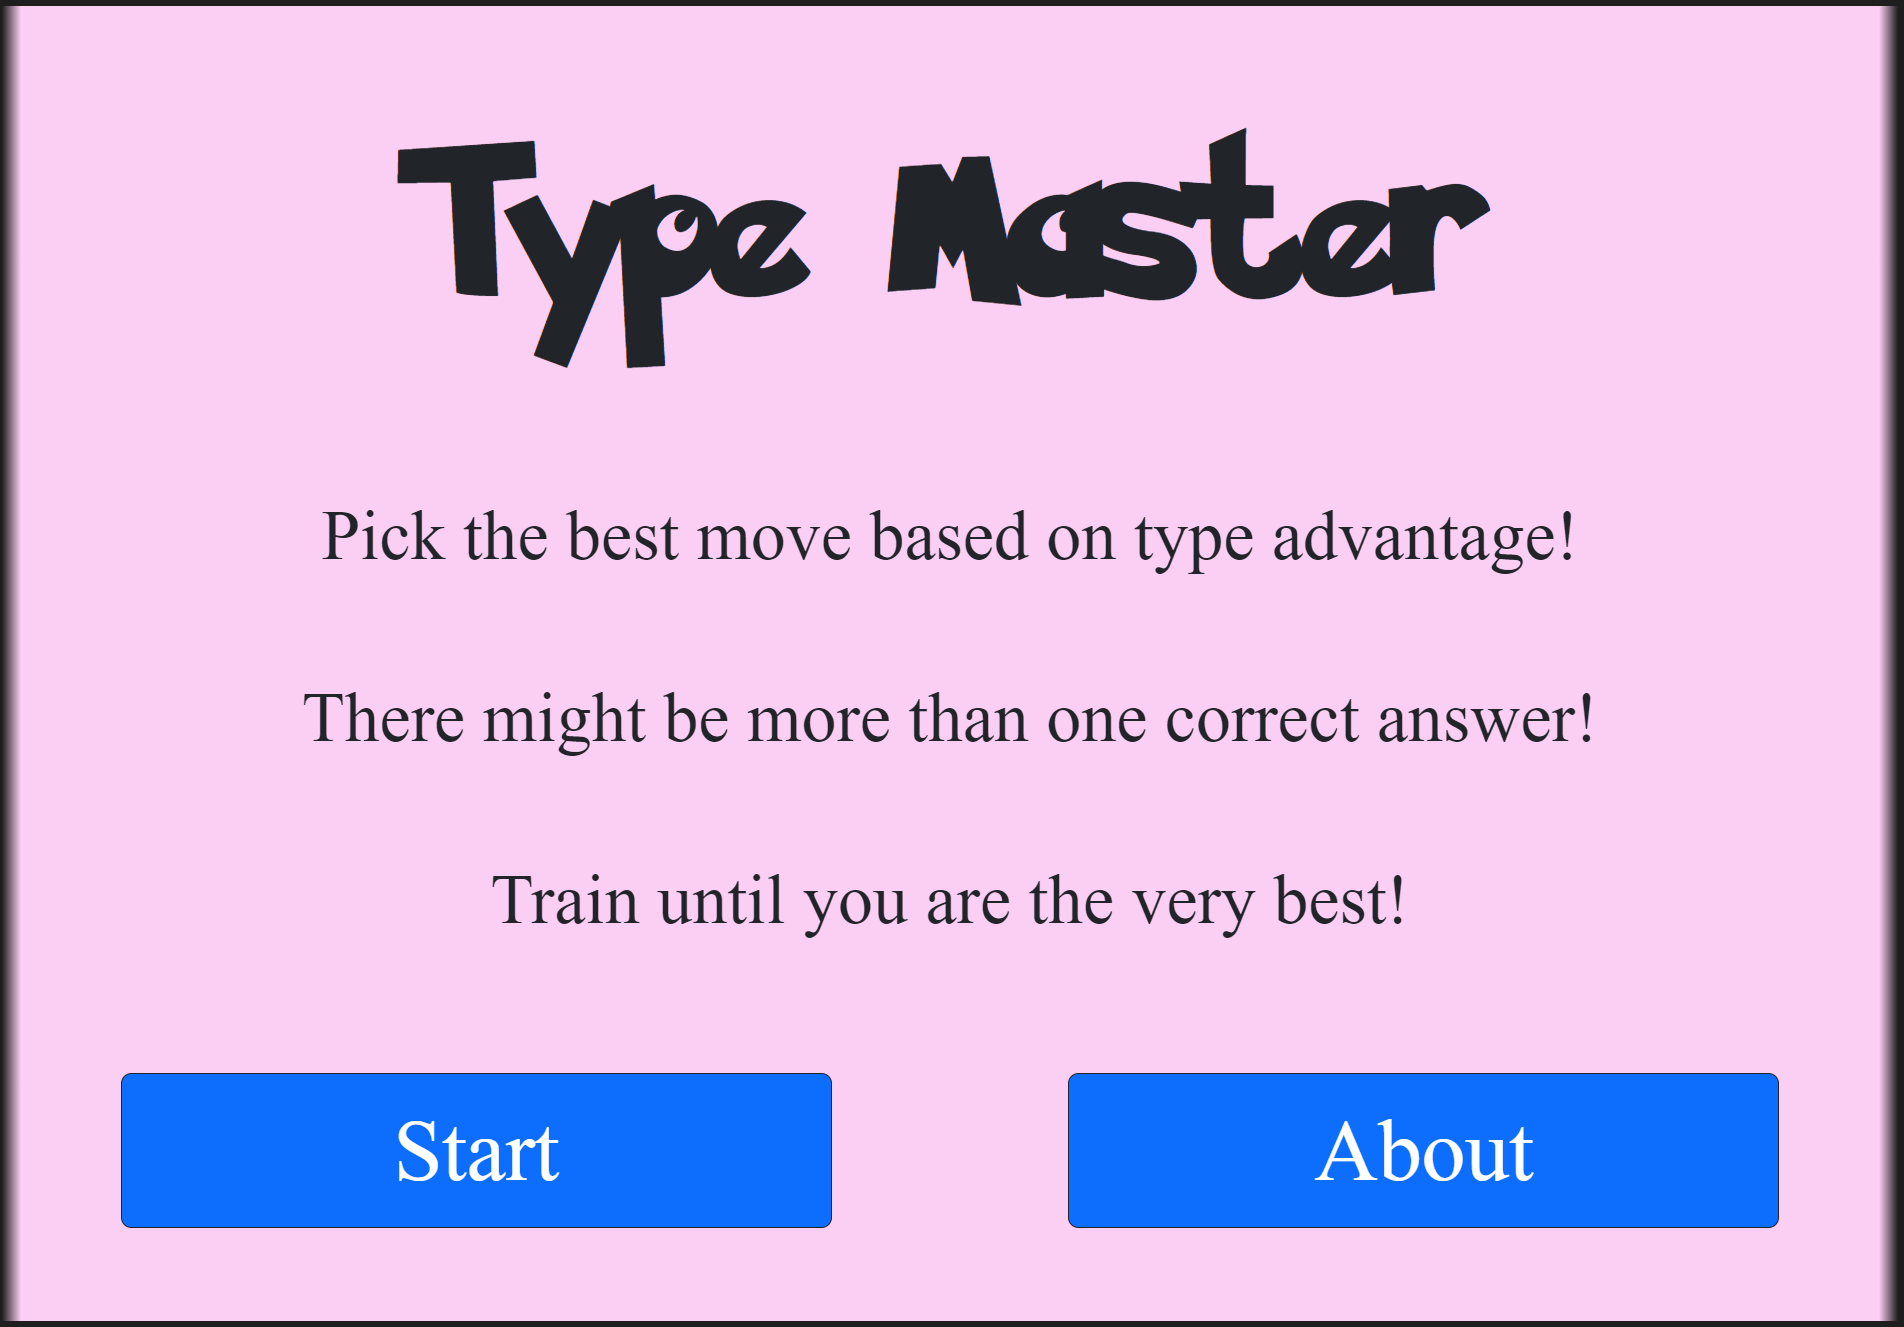 Type Master
Pick the best move based on type advantage!
There might be more than one correct answer!
Train until you are the very best!
Start
About